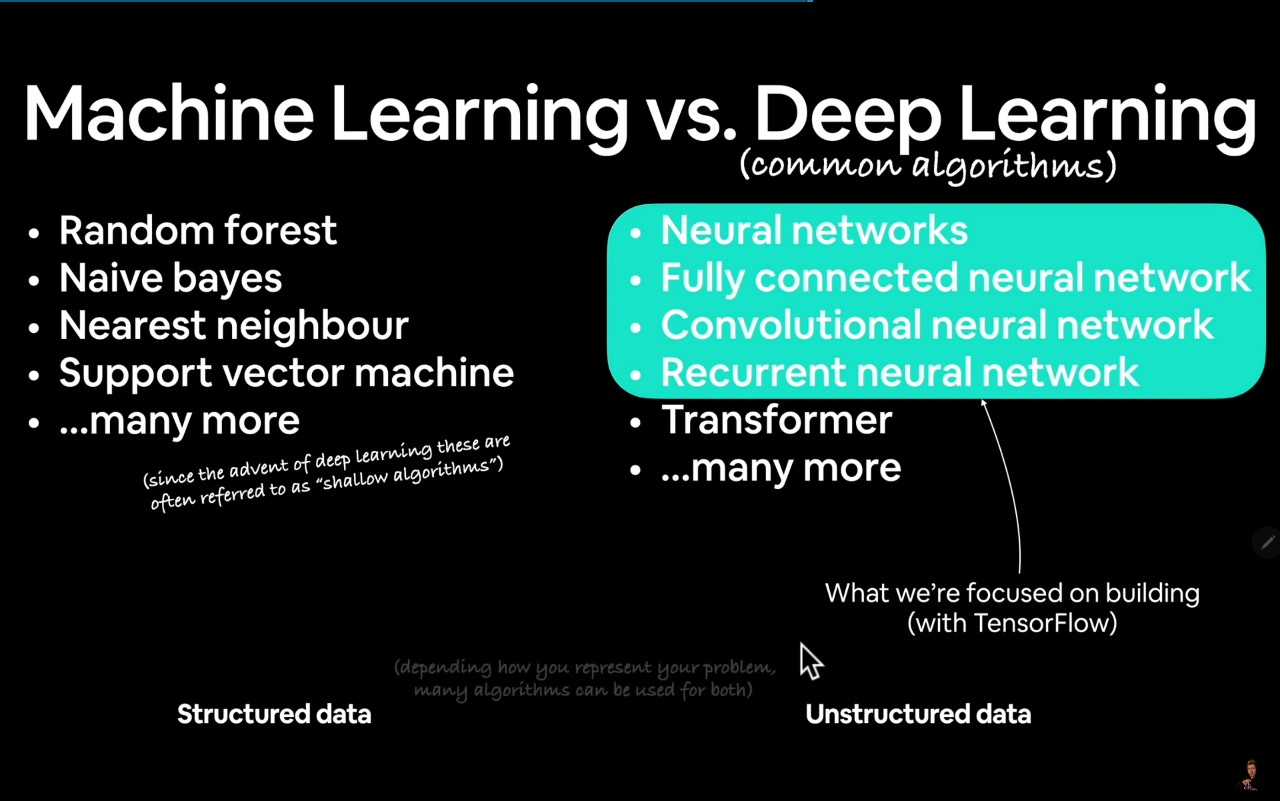 Machine Learning vs. Deep Learning
(common algorithms)
• Random forest
• Naive bayes
• Nearest neighbour
• Support vector machine
• ...many more
(since the advent of deep learning these are
often referred to as “shallow algorithms”)
• Neural networks
• Fully connected neural network
• Convolutional neural network
• Recurrent neural network
• Transformer
• ...many more
What we’re focused on building
(with TensorFlow)
(depending how you represent your problem,
many algorithms can be used for both)
Structured data
Unstructured data